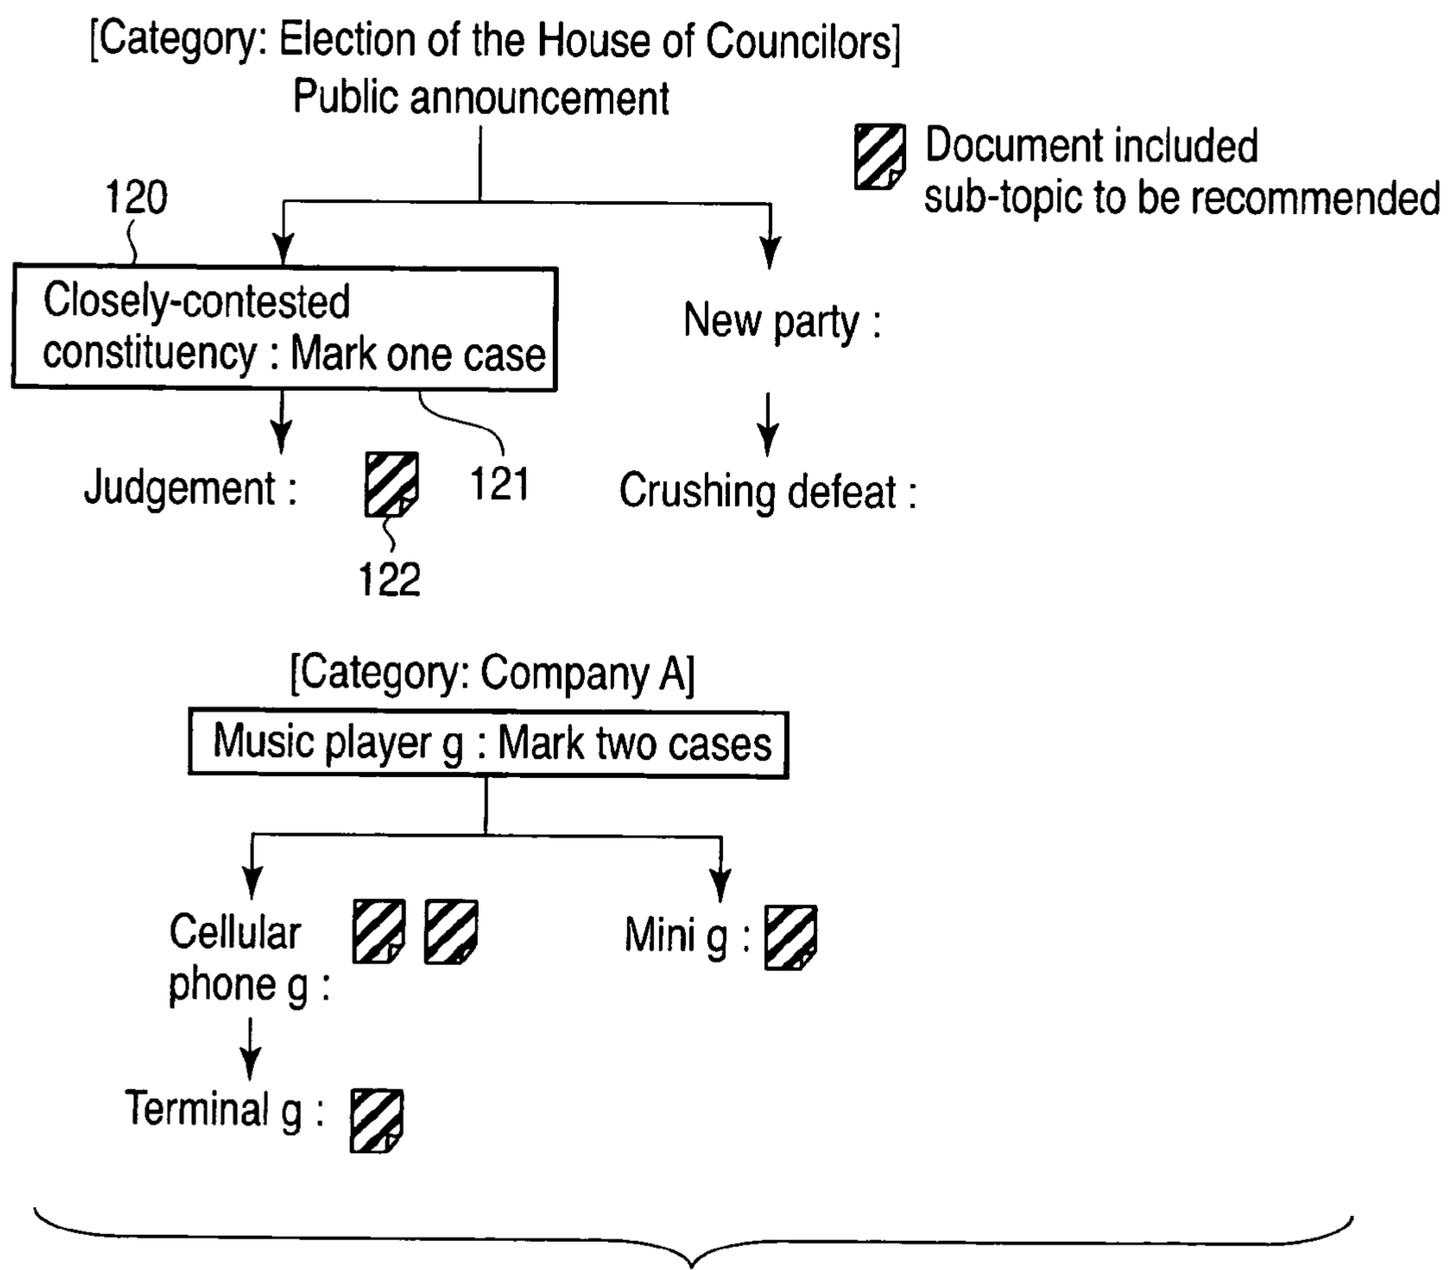 [Category: Election of the House of Councilors]
Public announcement
Document included
sub-topic to be recommended
120
Closely-contested
constituency : Mark one case
New party :
Judgement :
121
Crushing defeat :
122
[Category: Company A]
Music player g : Mark two cases
Cellular
phone g :
Mini g :
Terminal g :